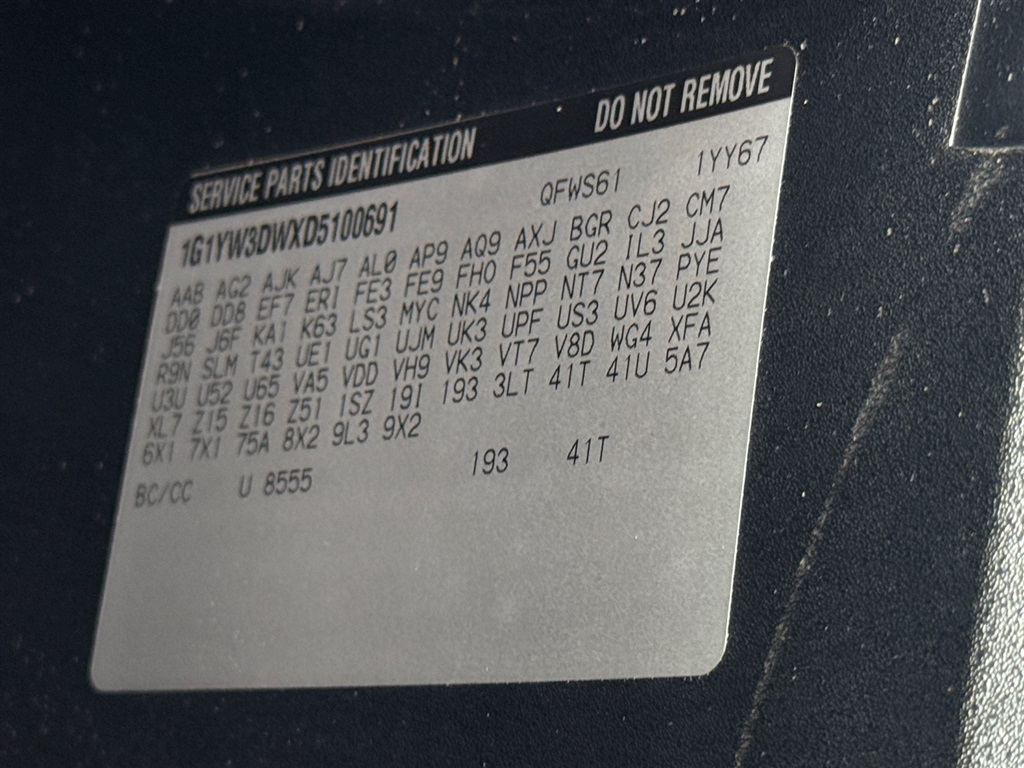 SERVICE PARTS IDENTIFICATION DO NOT REMOVE
1G1YW3DWXD5100691 QFWS61 1YY67
AAB AG2 AJK AJ7 AL0 AP9 AQ9 AXJ BGR CJ2 CM7
DD0 DD8 EF7 ERI FE3 FE9 FHO F55 GU2 IL3 JJA
J56 J6F KA1 K63 LS3 MYC NK4 NPP NT7 N37 PYE
R9N SLM T43 UE1 UG1 UJM UK3 UPF US3 UV6 U2K
U3U U52 U65 VA5 VDD VH9 VK3 VT7 V8D WG4 XFA
XL7 Z15 Z16 Z51 1SZ 19I 193 3LT 41T 41U 5A7
6X1 7X1 75A 8X2 9L3 9X2
BC/CC U 8555 193 41T